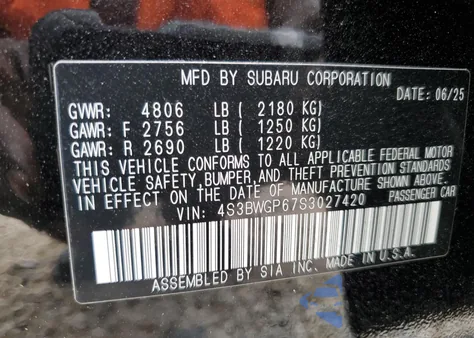 MFD BY SUBARU CORPORATION
DATE: 06/25
GVWR: 4806 LB ( 2180 KG)
GAWR: F 2756 LB ( 1250 KG)
GAWR: R 2690 LB ( 1220 KG)
THIS VEHICLE CONFORMS TO ALL APPLICABLE FEDERAL MOTOR
VEHICLE SAFETY, BUMPER, AND THEFT PREVENTION STANDARDS
IN EFFECT ON THE DATE OF MANUFACTURE SHOWN ABOVE.
VIN: 4S3BWGP67S3027420 PASSENGER CAR
ASSEMBLED BY SIA INC. MADE IN U.S.A.